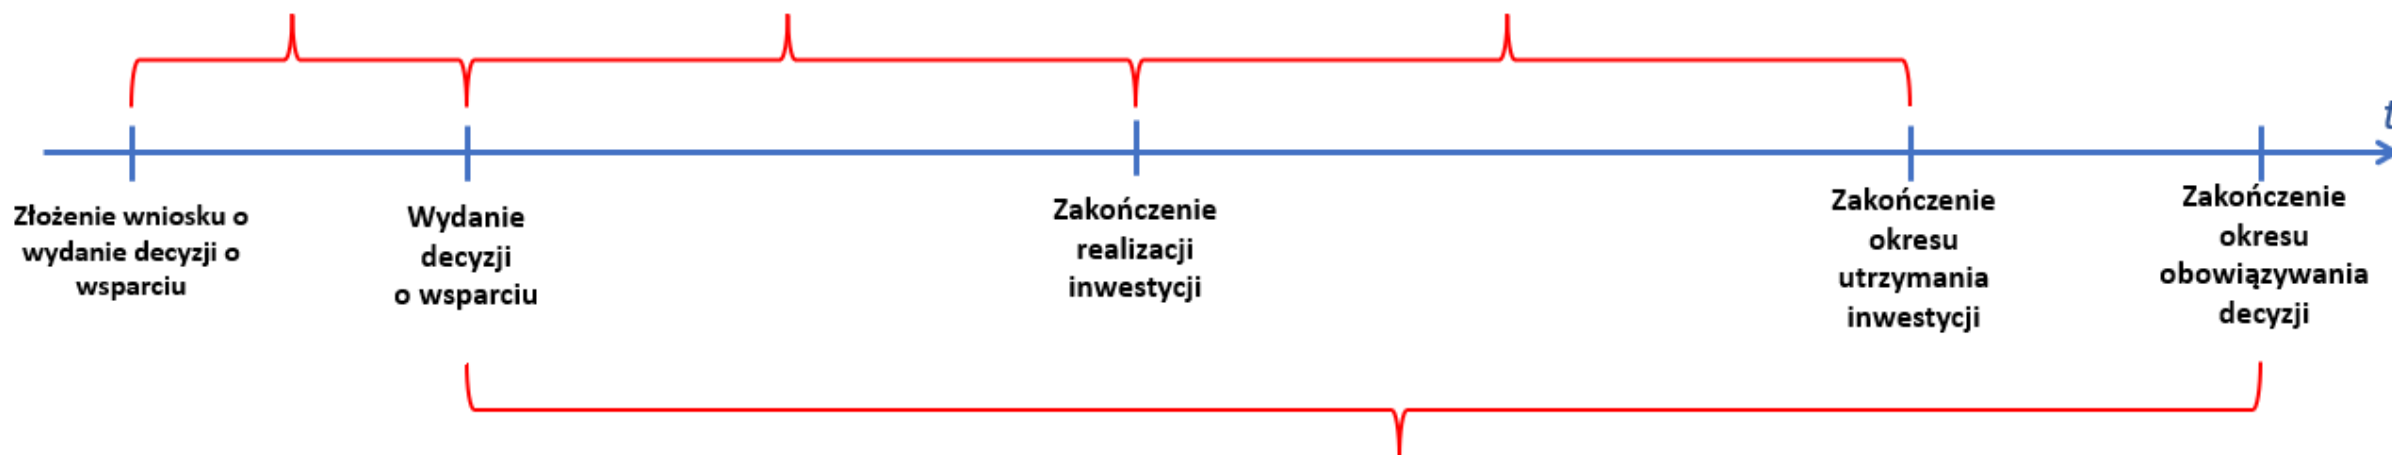 t
Złożenie wniosku o
wydanie decyzji o
wsparciu
Wydanie
decyzji
o wsparciu
Zakończenie
realizacji
inwestycji
Zakończenie
okresu
utrzymania
inwestycji
Zakończenie
okresu
obowiązywania
decyzji